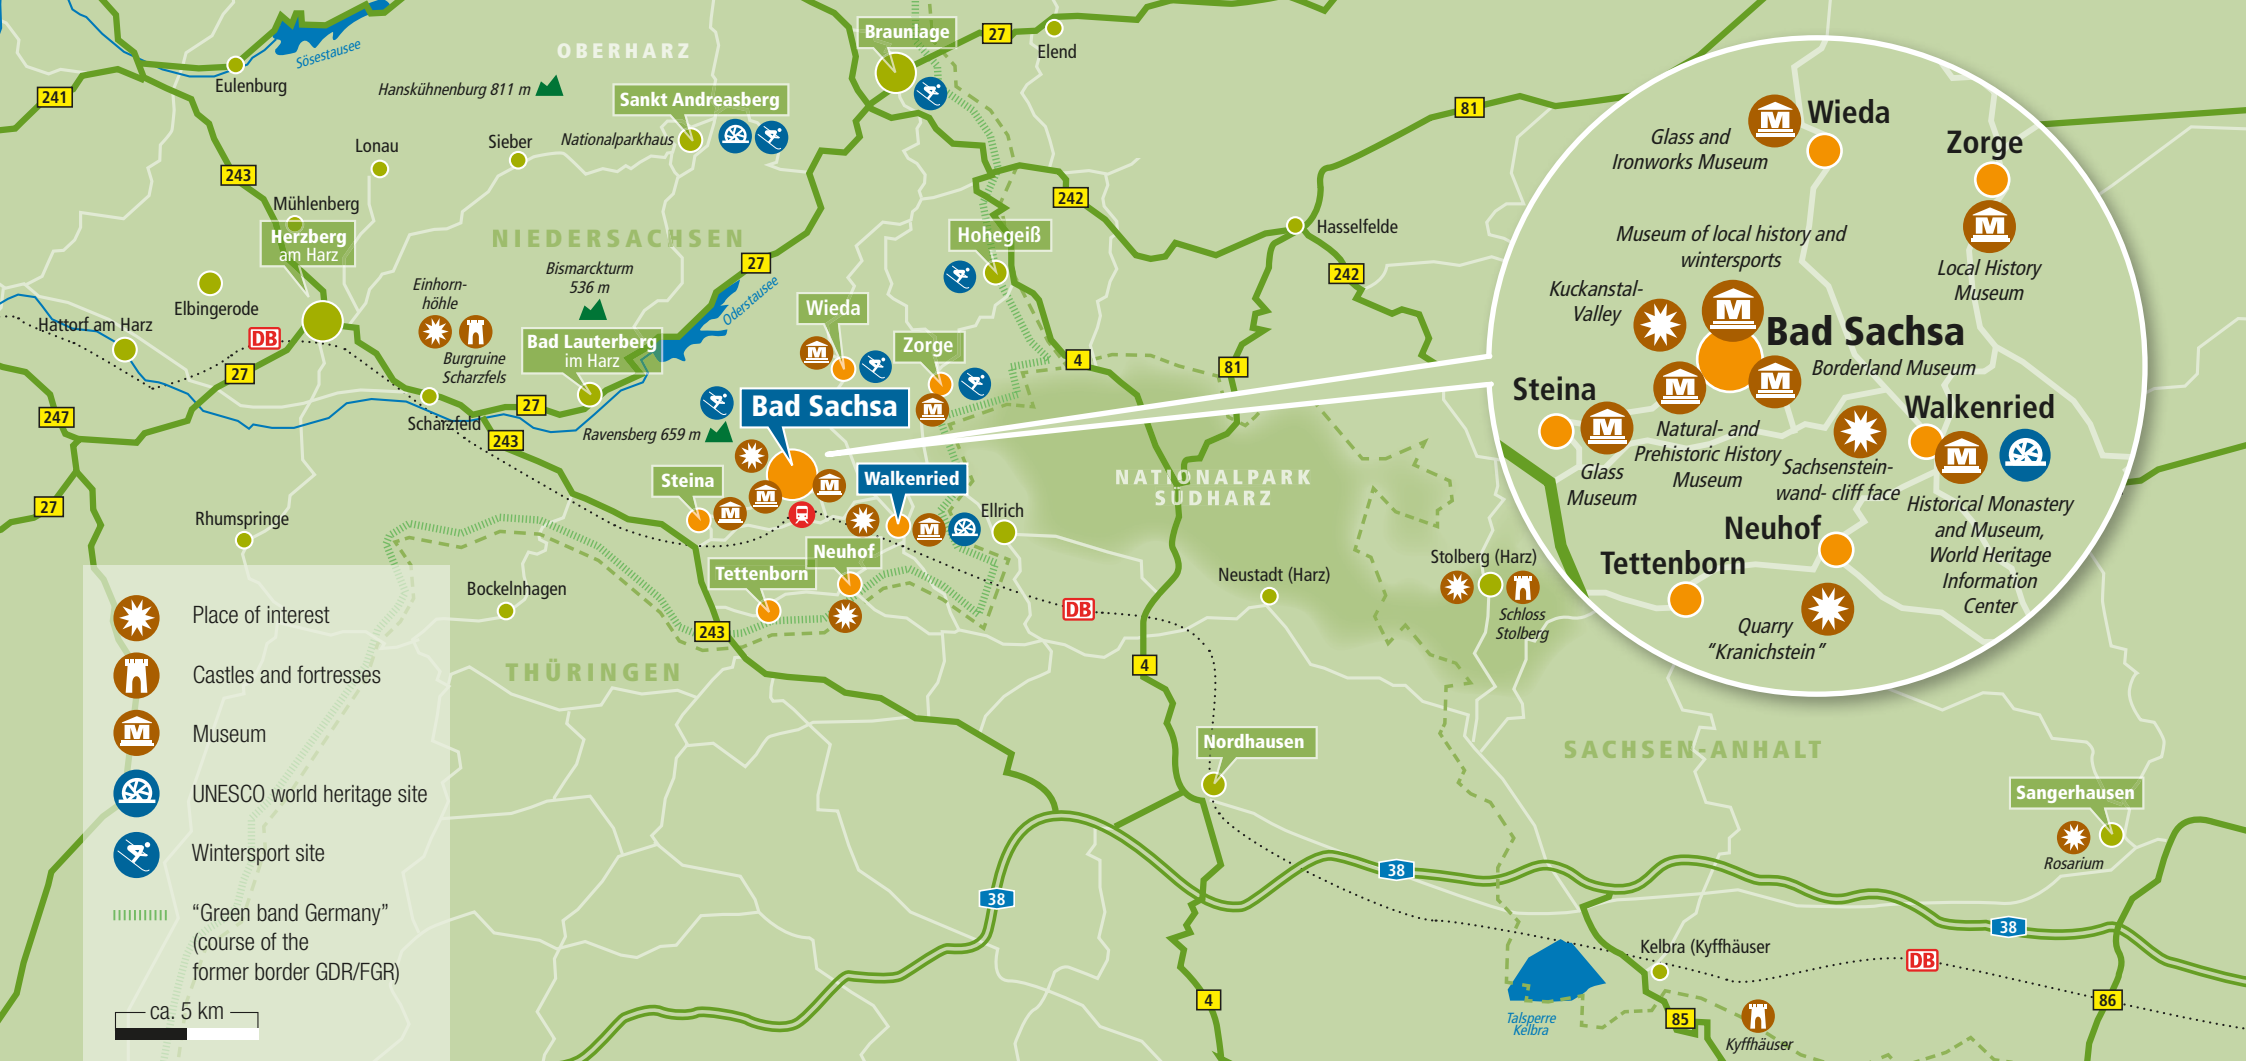 Sösestausee
Eulenburg
241
OBERHARZ
Hanskühnenburg 811 m
Sankt Andreasberg
Nationalparkhaus
Braunlage
27
Elend
Lonau
Sieber
243
Mühlenberg
Herzberg
am Harz
NIEDERSACHSEN
Elbingerode
Hattorf am Harz
DB
27
247
27
Einhorn-
höhle
Burgruine
Scharzfels
Bismarckturm
536 m
Bad Lauterberg
im Harz
27
Oderstausee
Scharzfeld
27
243
Ravensberg 659 m
242
Hohegeiß
Wieda
Zorge
4
81
81
Hasselfelde
242
Bad Sachsa
Steina
Walkenried
Ellrich
Neuhof
Tettenborn
243
NATIONALPARK
SÜDHARZ
Rhumspringe
Bockelnhagen
THÜRINGEN
DB
Neustadt (Harz)
Stolberg (Harz)
Schloss
Stolberg
4
Nordhausen
SACHSEN-ANHALT
Sangerhausen
Rosarium
38
38
38
Kelbra (Kyffhäuser
DB
Talsperre
Kelbra
4
85
86
Kyffhäuser
Wieda
Glass and
Ironworks Museum
Zorge
Local History
Museum
Museum of local history and
wintersports
Kuckanstal-
Valley
Bad Sachsa
Borderland Museum
Steina
Glass
Museum
Natural- and
Prehistoric History
Museum
Walkenried
Sachsenstein-
wand- cliff face
Historical Monastery
and Museum,
World Heritage
Information
Center
Neuhof
Tettenborn
Quarry
“Kranichstein”
Place of interest
Castles and fortresses
M Museum
UNESCO world heritage site
Wintersport site
“Green band Germany”
(course of the
former border GDR/FGR)
ca. 5 km